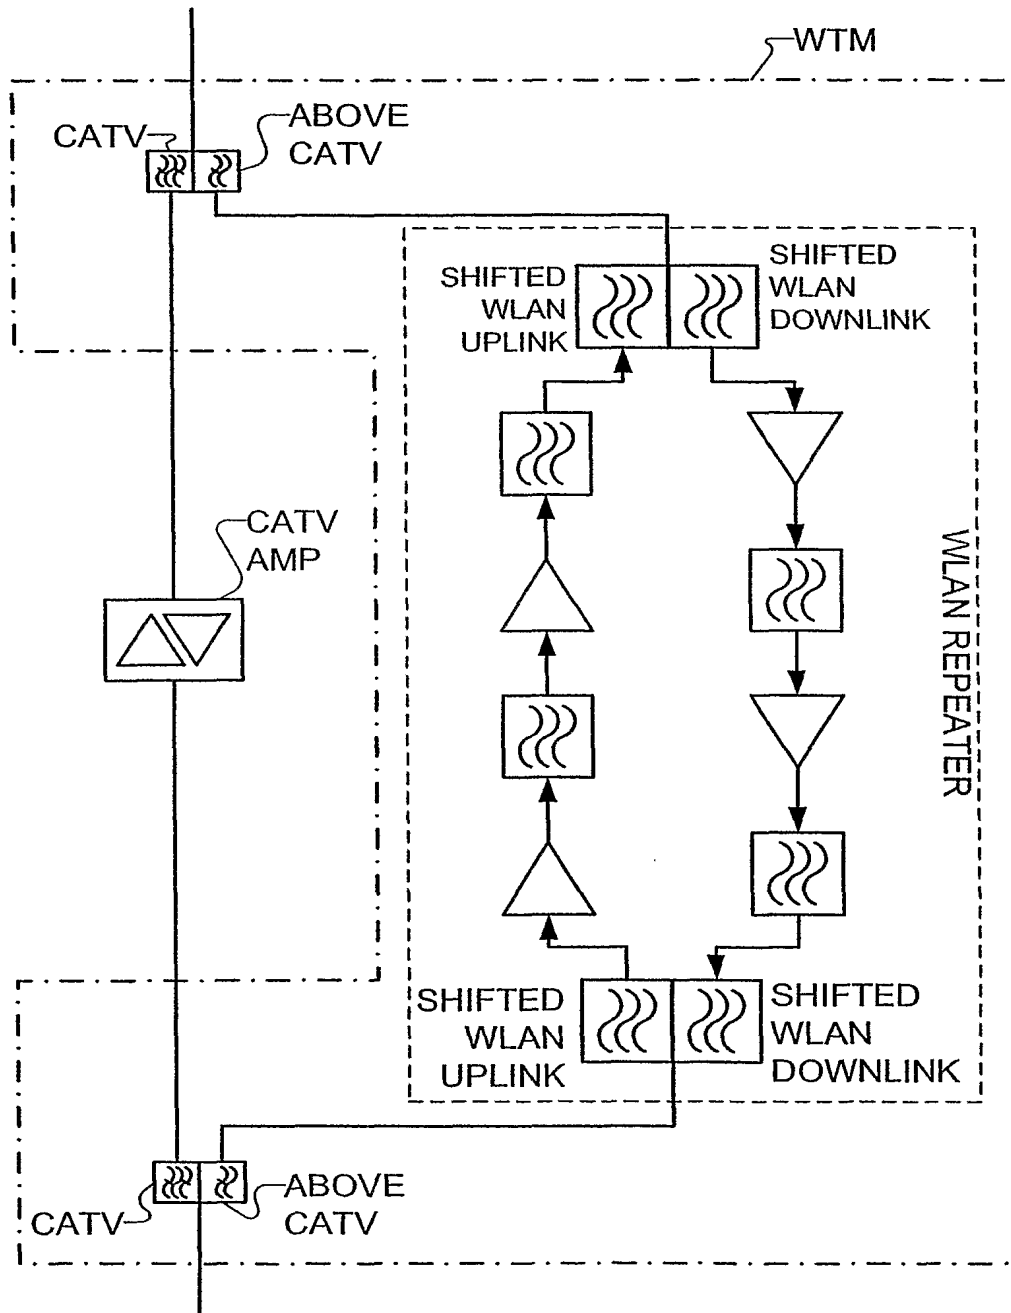 WTM
CATV
ABOVE
CATV
SHIFTED
WLAN
UPLINK
SHIFTED
WLAN
DOWNLINK
CATV
AMP
WLAN REPEATER
SHIFTED
WLAN
UPLINK
SHIFTED
WLAN
DOWNLINK
CATV
ABOVE
CATV